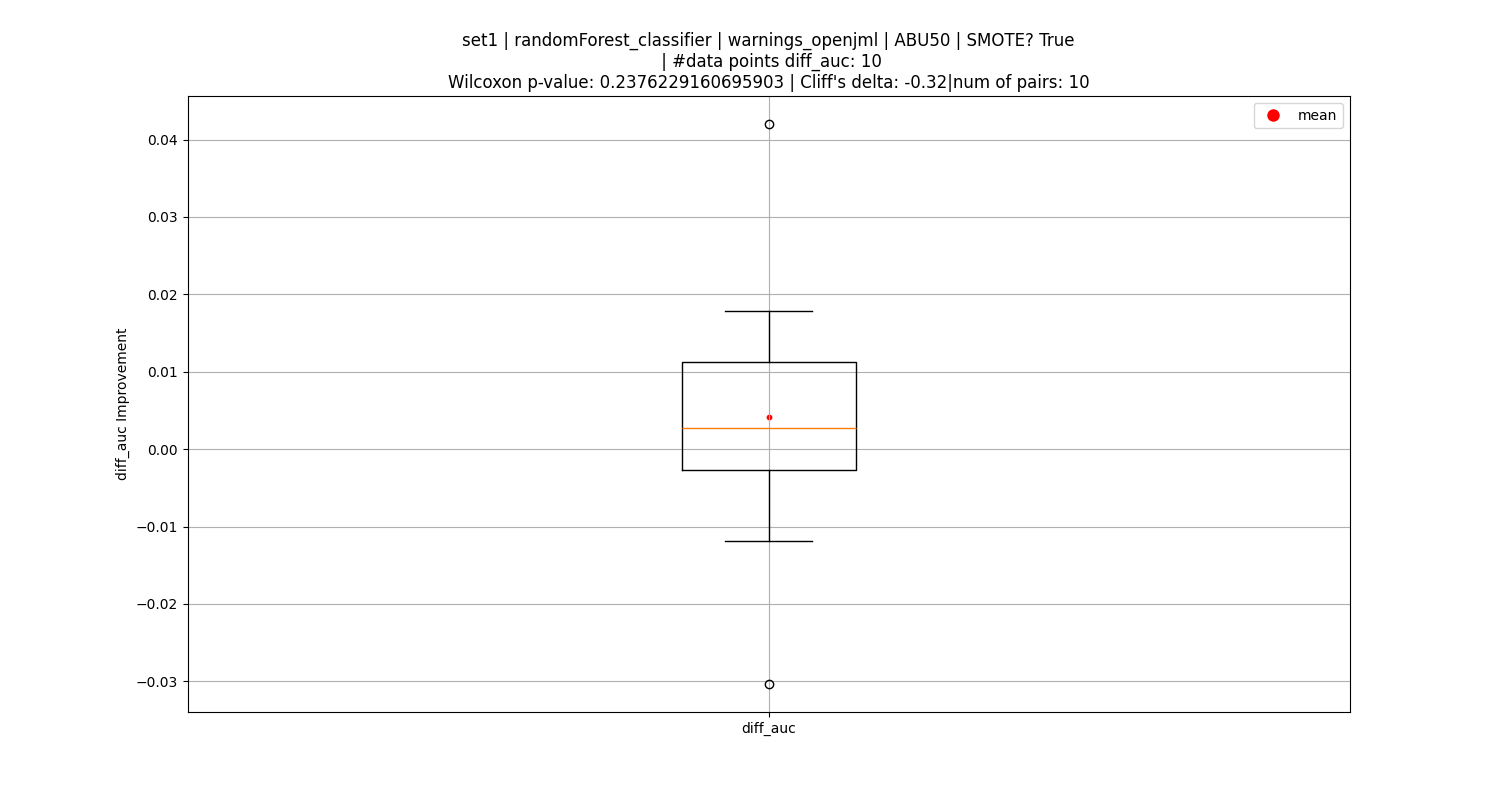 set1 | randomForest_classifier | warnings_openjml | ABU50 | SMOTE? True
| #data points diff_auc: 10
Wilcoxon p-value: 0.2376229160695903 | Cliff's delta: -0.32|num of pairs: 10
mean
0.04
0.03
0.02
0.01
0.00
−0.01
−0.02
−0.03
diff_auc Improvement
diff_auc